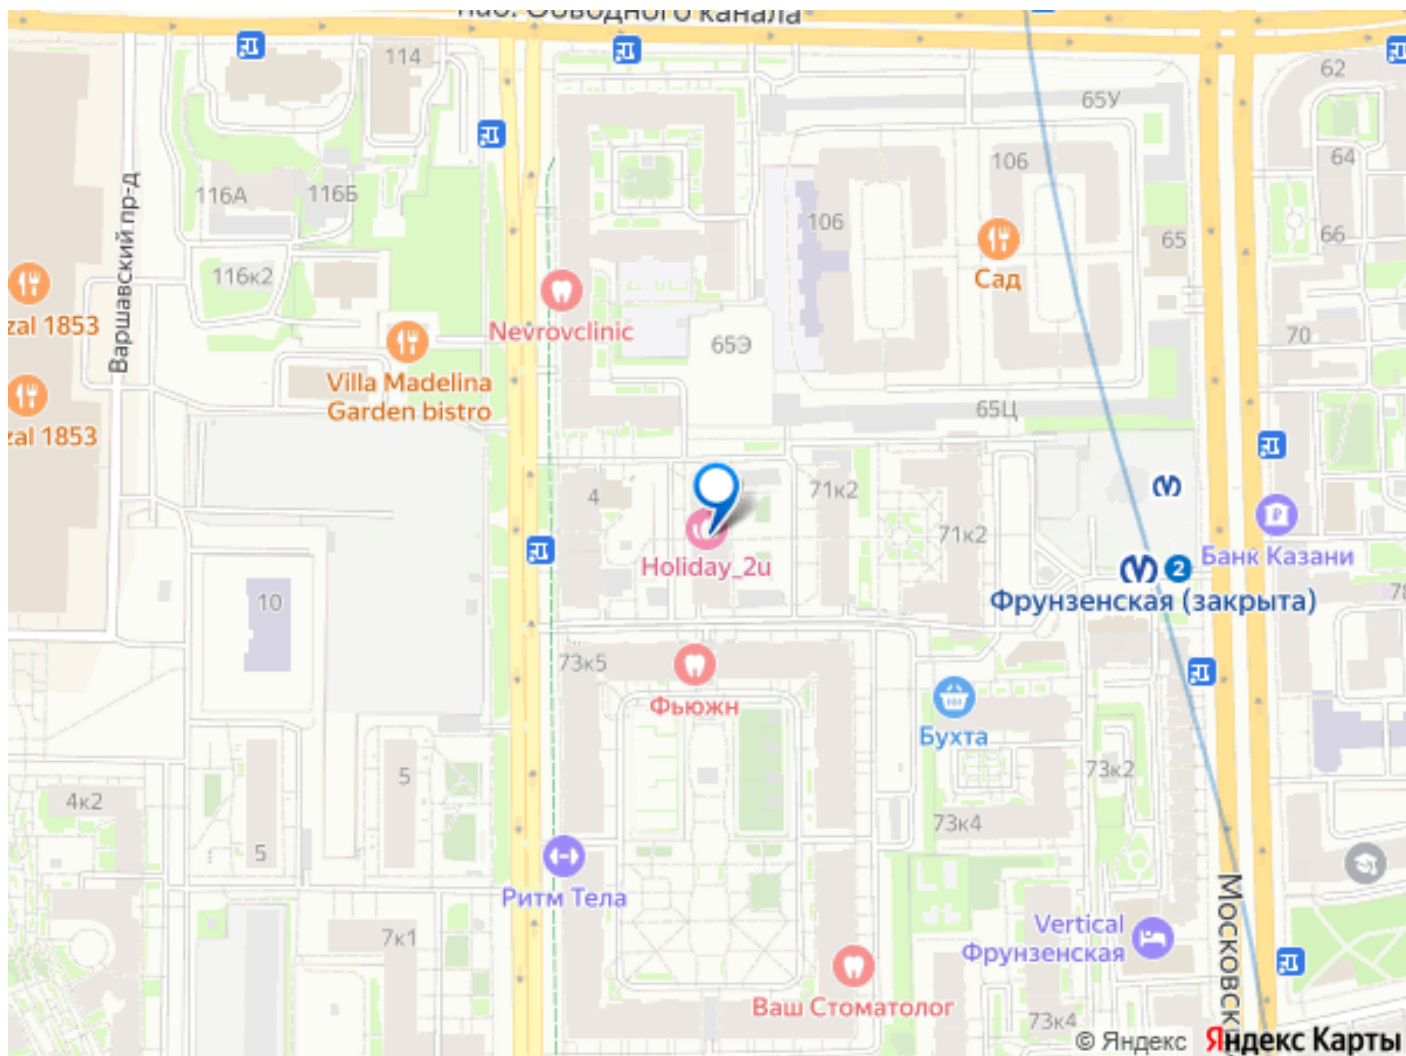 наб. Обводного канала
114
62
65У
64
106
116А
116Б
106
65
66
Варшавский пр-д
116к2
Сад
zal 1853
Nevrovclinic
65Э
70
Villa Madelina
Garden bistro
zal 1853
65Ц
4
71к2
71к2
Holiday_2u
Банк Казани
2
Фрунзенская (закрыта)
10
73к5
Фьюжн
Бухта
5
73к2
4к2
73к4
5
Ритм Тела
Московски
7к1
Vertical
Фрунзенская
Ваш Стоматолог
73к4
© Яндекс Яндекс Карты